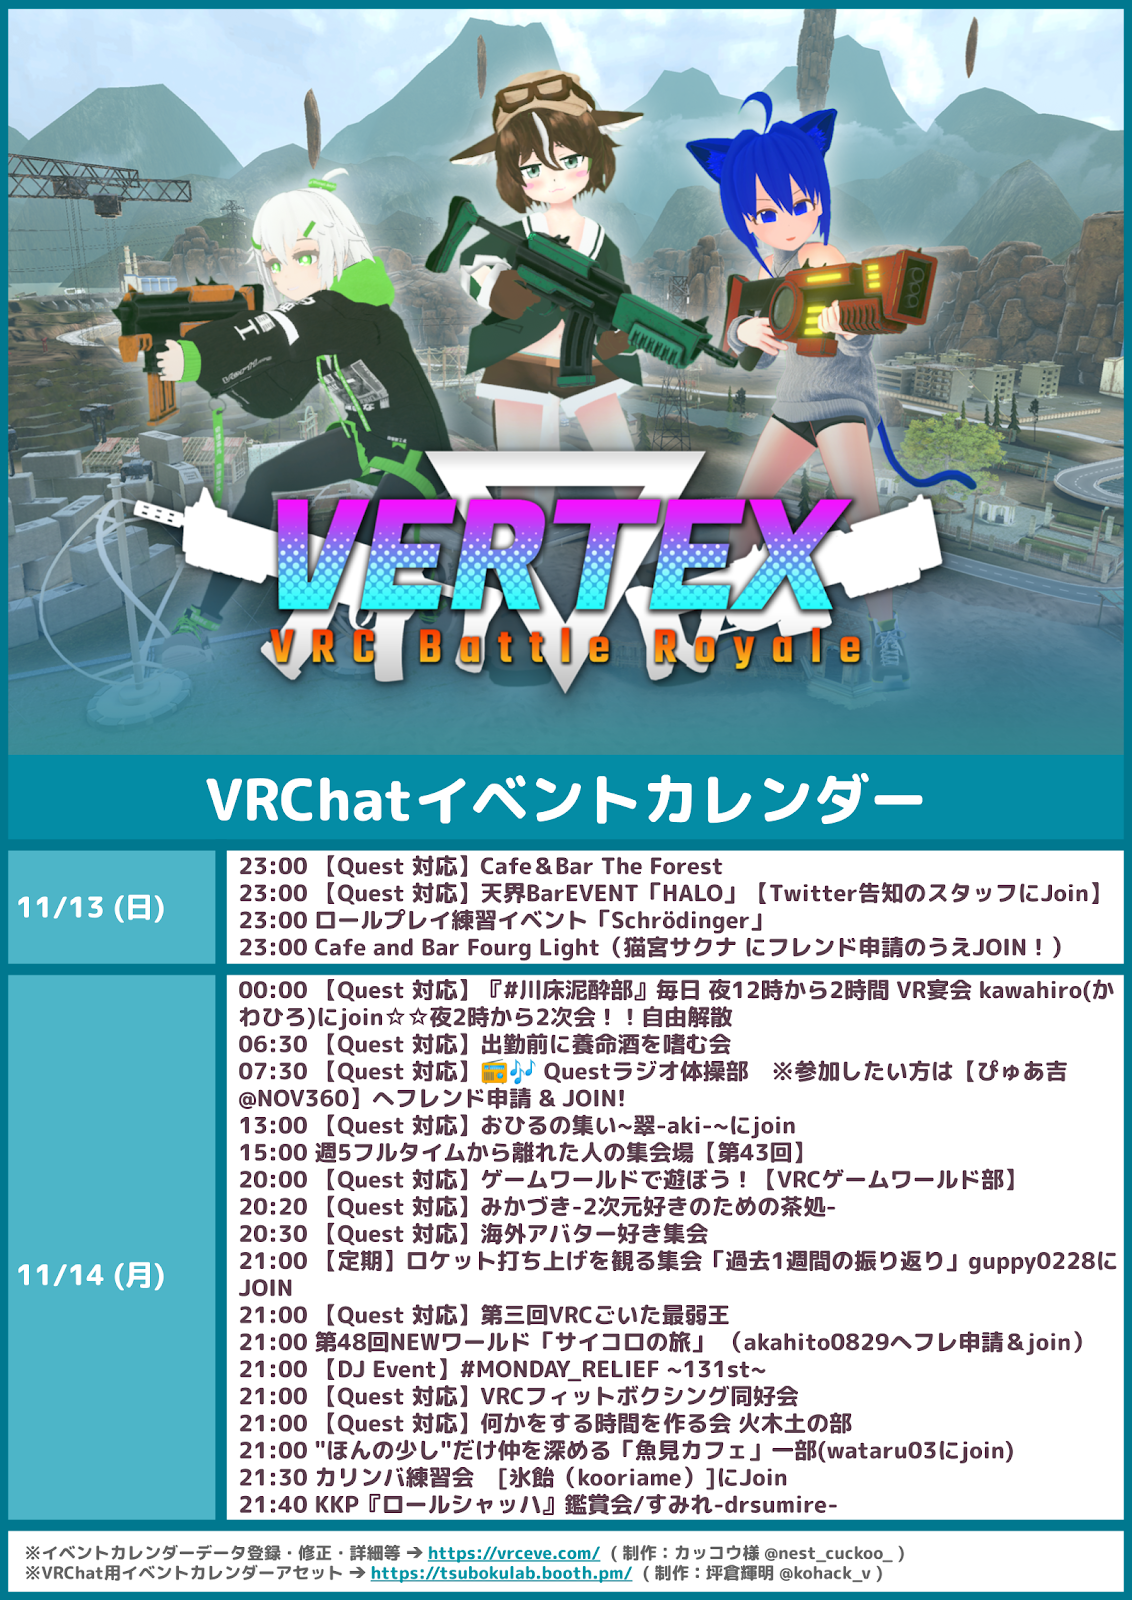 VERTEX
VRC Battle Royale
VRChatイベントカレンダー
11/13 (日)
23:00 【Quest 対応】Cafe＆Bar The Forest
23:00 【Quest 対応】天界BarEVENT「HALO」【Twitter告知のスタッフにJoin】
23:00 ロールプレイ練習イベント「Schrödinger」
23:00 Cafe and Bar Fourg Light（猫宮サクナ にフレンド申請のうえJOIN！）
11/14 (月)
00:00 【Quest 対応】『#川床泥酔部』毎日 夜12時から2時間 VR宴会 kawahiro(か
わひろ)にjoin☆☆夜2時から2次会！！自由解散
06:30 【Quest 対応】出勤前に養命酒を嗜む会
07:30 【Quest 対応】📻🎶 Questラジオ体操部　※参加したい方は【ぴゅあ吉
@NOV360】へフレンド申請 & JOIN!
13:00 【Quest 対応】おひるの集い~翠-aki-~にjoin
15:00 週5フルタイムから離れた人の集会場【第43回】
20:00 【Quest 対応】ゲームワールドで遊ぼう！【VRCゲームワールド部】
20:20 【Quest 対応】みかづき-2次元好きのための茶処-
20:30 【Quest 対応】海外アバター好き集会
21:00 【定期】ロケット打ち上げを観る集会「過去1週間の振り返り」guppy0228に
JOIN
21:00 【Quest 対応】第三回VRCごいた最弱王
21:00 第48回NEWワールド「サイコロの旅」（akahito0829へフレ申請＆join）
21:00 【DJ Event】#MONDAY_RELIEF ~131st~
21:00 【Quest 対応】VRCフィットボクシング同好会
21:00 【Quest 対応】何かをする時間を作る会 火木土の部
21:00 "ほんの少し"だけ仲を深める「魚見カフェ」一部(wataru03にjoin)
21:30 カリンバ練習会　[氷飴（kooriame）]にJoin
21:40 KKP『ロールシャッハ』鑑賞会/すみれ-drsumire-
※イベントカレンダーデータ登録・修正・詳細等 → https://vrceve.com/ ( 制作：カッコウ様 @nest_cuckoo_ )
※VRChat用イベントカレンダーアセット → https://tsubokulab.booth.pm/ ( 制作：坪倉輝明 @kohack_v )